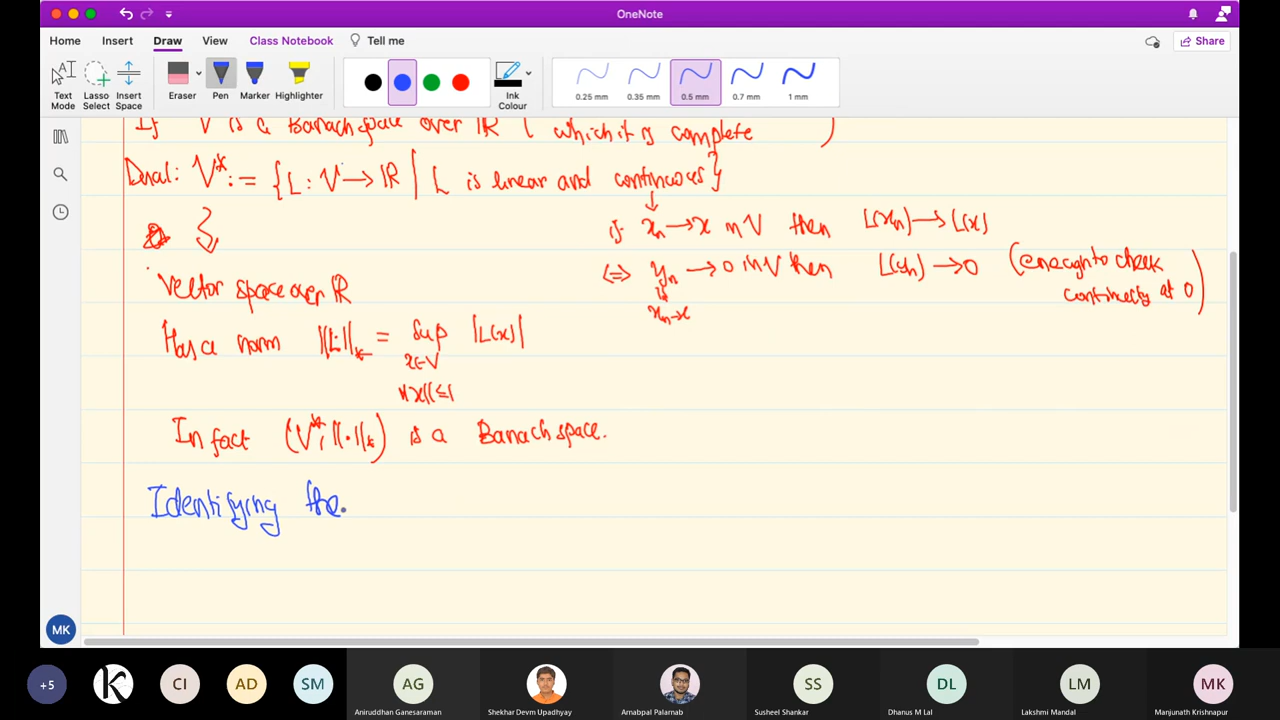 OneNote
Home Insert Draw View Class Notebook Tell me Share
Text Mode Lasso Select Insert Space Eraser Pen Marker Highlighter Ink Colour 0.25 mm 0.35 mm 0.5 mm 0.7 mm 1 mm
If V is a Banach space over ℝ ( which it is complete )
Dual: V* := {L : V → ℝ | L is linear and continuous}
if xₙ → x in V then L(xₙ) → L(x)
⟺ yₙ → 0 in V then L(yₙ) → 0 (enough to check continuity at 0)
xₙ-x
Vector space over ℝ
Has a norm ‖L‖* = sup |L(x)|
x∈V
‖x‖≤1
In fact (V*, ‖·‖*) is a Banach space.
Identifying the
MK
+5 K CI AD SM AG SS DL LM MK
Aniruddhan Ganesaraman Shekhar Devm Upadhyay Arnabpal Palarnab Susheel Shankar Dhanus M Lal Lakshmi Mandal Manjunath Krishnapur